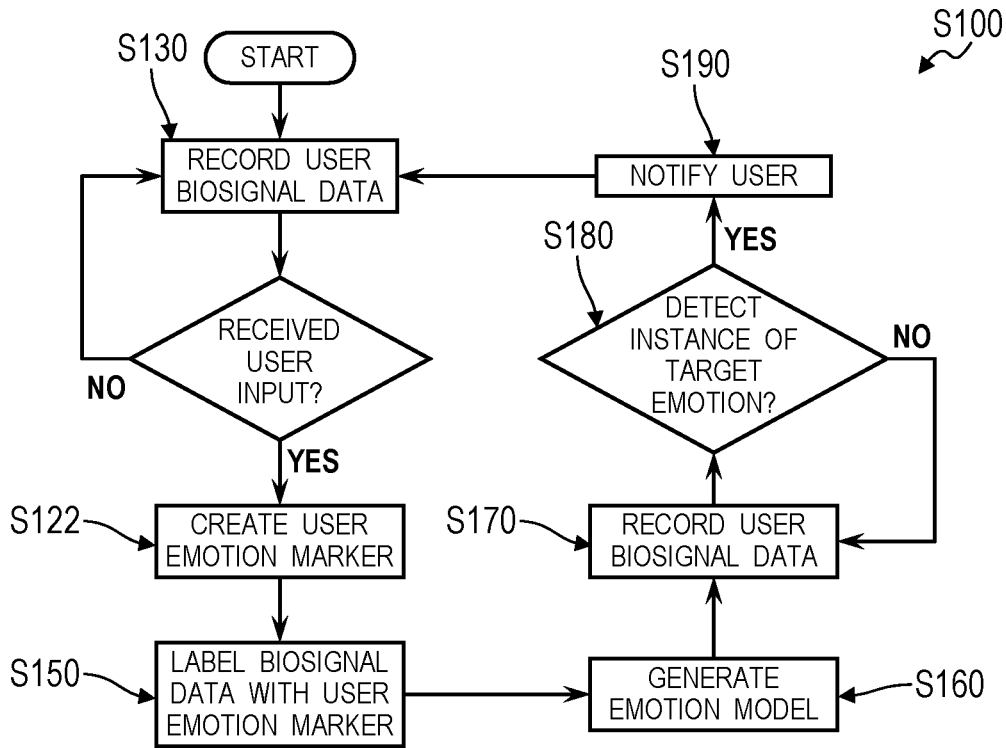 S100
START
S130
RECORD USER
BIOSIGNAL DATA
S190
NOTIFY USER
YES
S180
DETECT
INSTANCE OF
TARGET
EMOTION?
NO
RECEIVED
USER
INPUT?
NO
YES
S122
CREATE USER
EMOTION MARKER
S170
RECORD USER
BIOSIGNAL DATA
S150
LABEL BIOSIGNAL
DATA WITH USER
EMOTION MARKER
GENERATE
EMOTION MODEL
S160